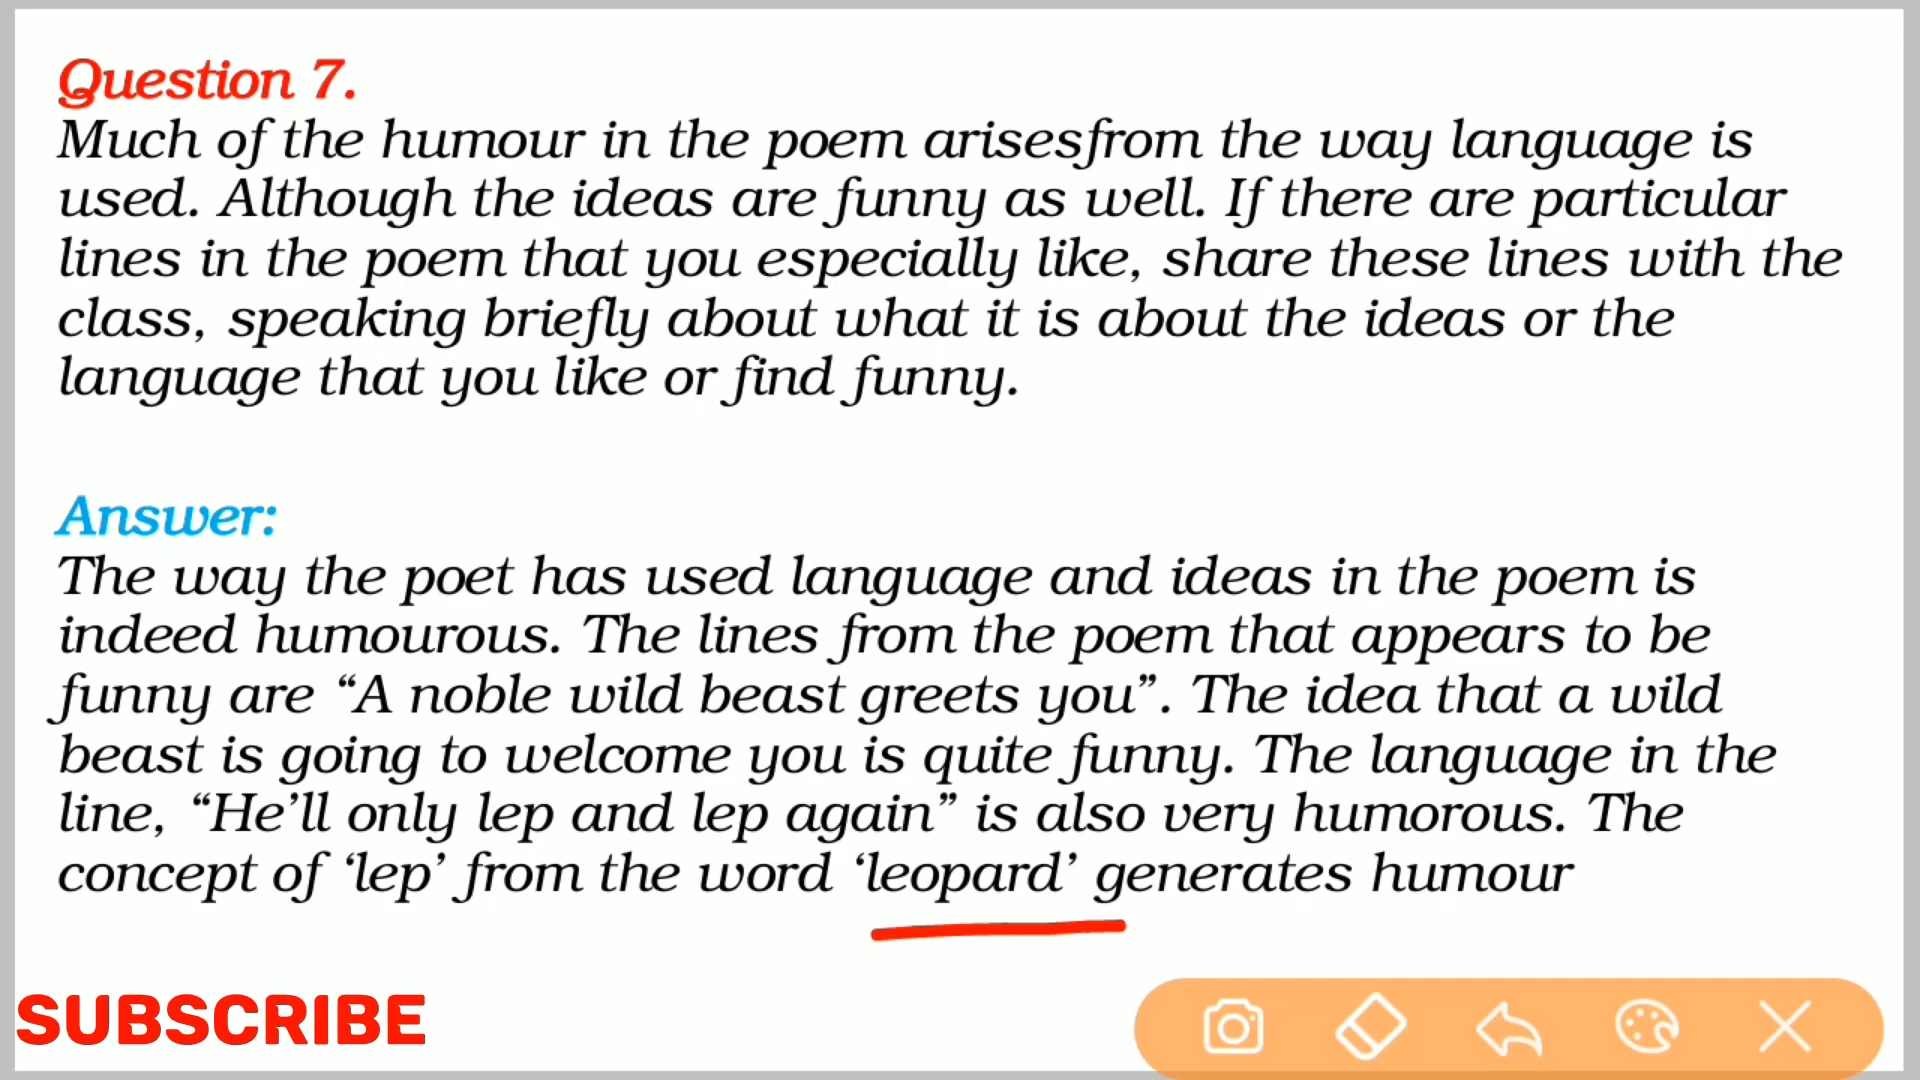 Question 7.
Much of the humour in the poem arisesfrom the way language is
used. Although the ideas are funny as well. If there are particular
lines in the poem that you especially like, share these lines with the
class, speaking briefly about what it is about the ideas or the
language that you like or find funny.
Answer:
The way the poet has used language and ideas in the poem is
indeed humourous. The lines from the poem that appears to be
funny are “A noble wild beast greets you”. The idea that a wild
beast is going to welcome you is quite funny. The language in the
line, “He’ll only lep and lep again” is also very humorous. The
concept of ‘lep’ from the word ‘leopard’ generates humour
SUBSCRIBE